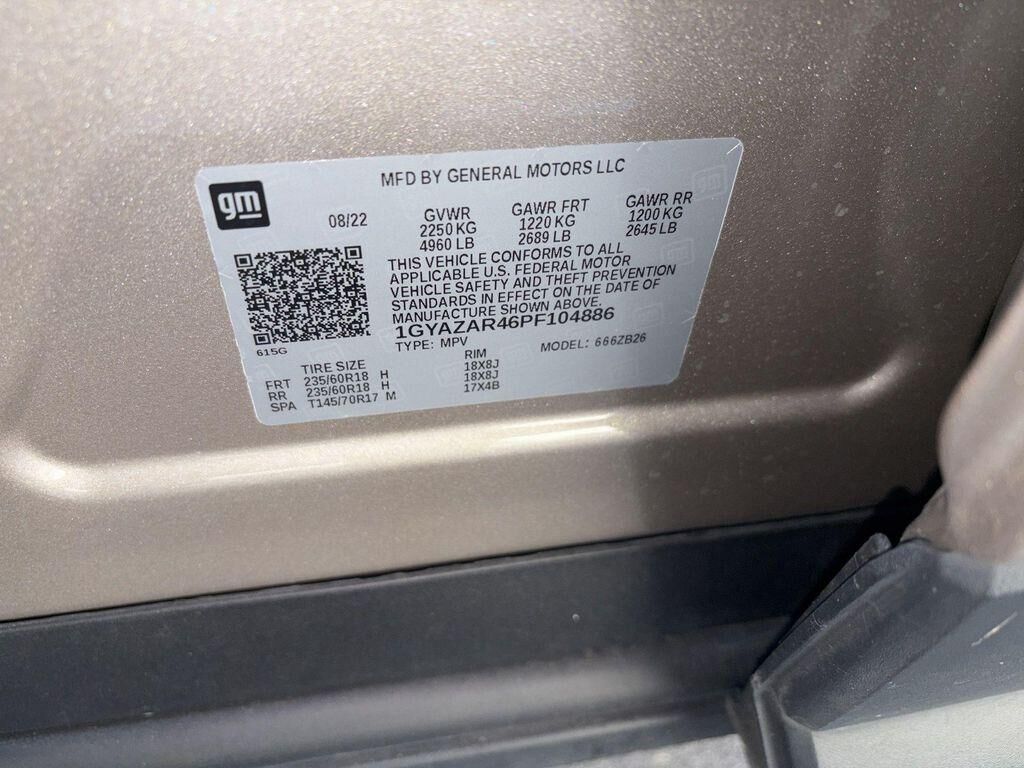 MFD BY GENERAL MOTORS LLC
gm
08/22
GVWR GAWR FRT GAWR RR
2250 KG 1220 KG 1200 KG
4960 LB 2689 LB 2645 LB
THIS VEHICLE CONFORMS TO ALL
APPLICABLE U.S. FEDERAL MOTOR
VEHICLE SAFETY AND THEFT PREVENTION
STANDARDS IN EFFECT ON THE DATE OF
MANUFACTURE SHOWN ABOVE.
1GYAZAR46PF104886
TYPE: MPV MODEL: 666ZB26
615G
TIRE SIZE RIM
FRT 235/60R18 H 18X8J
RR 235/60R18 H 18X8J
SPA T145/70R17 M 17X4B